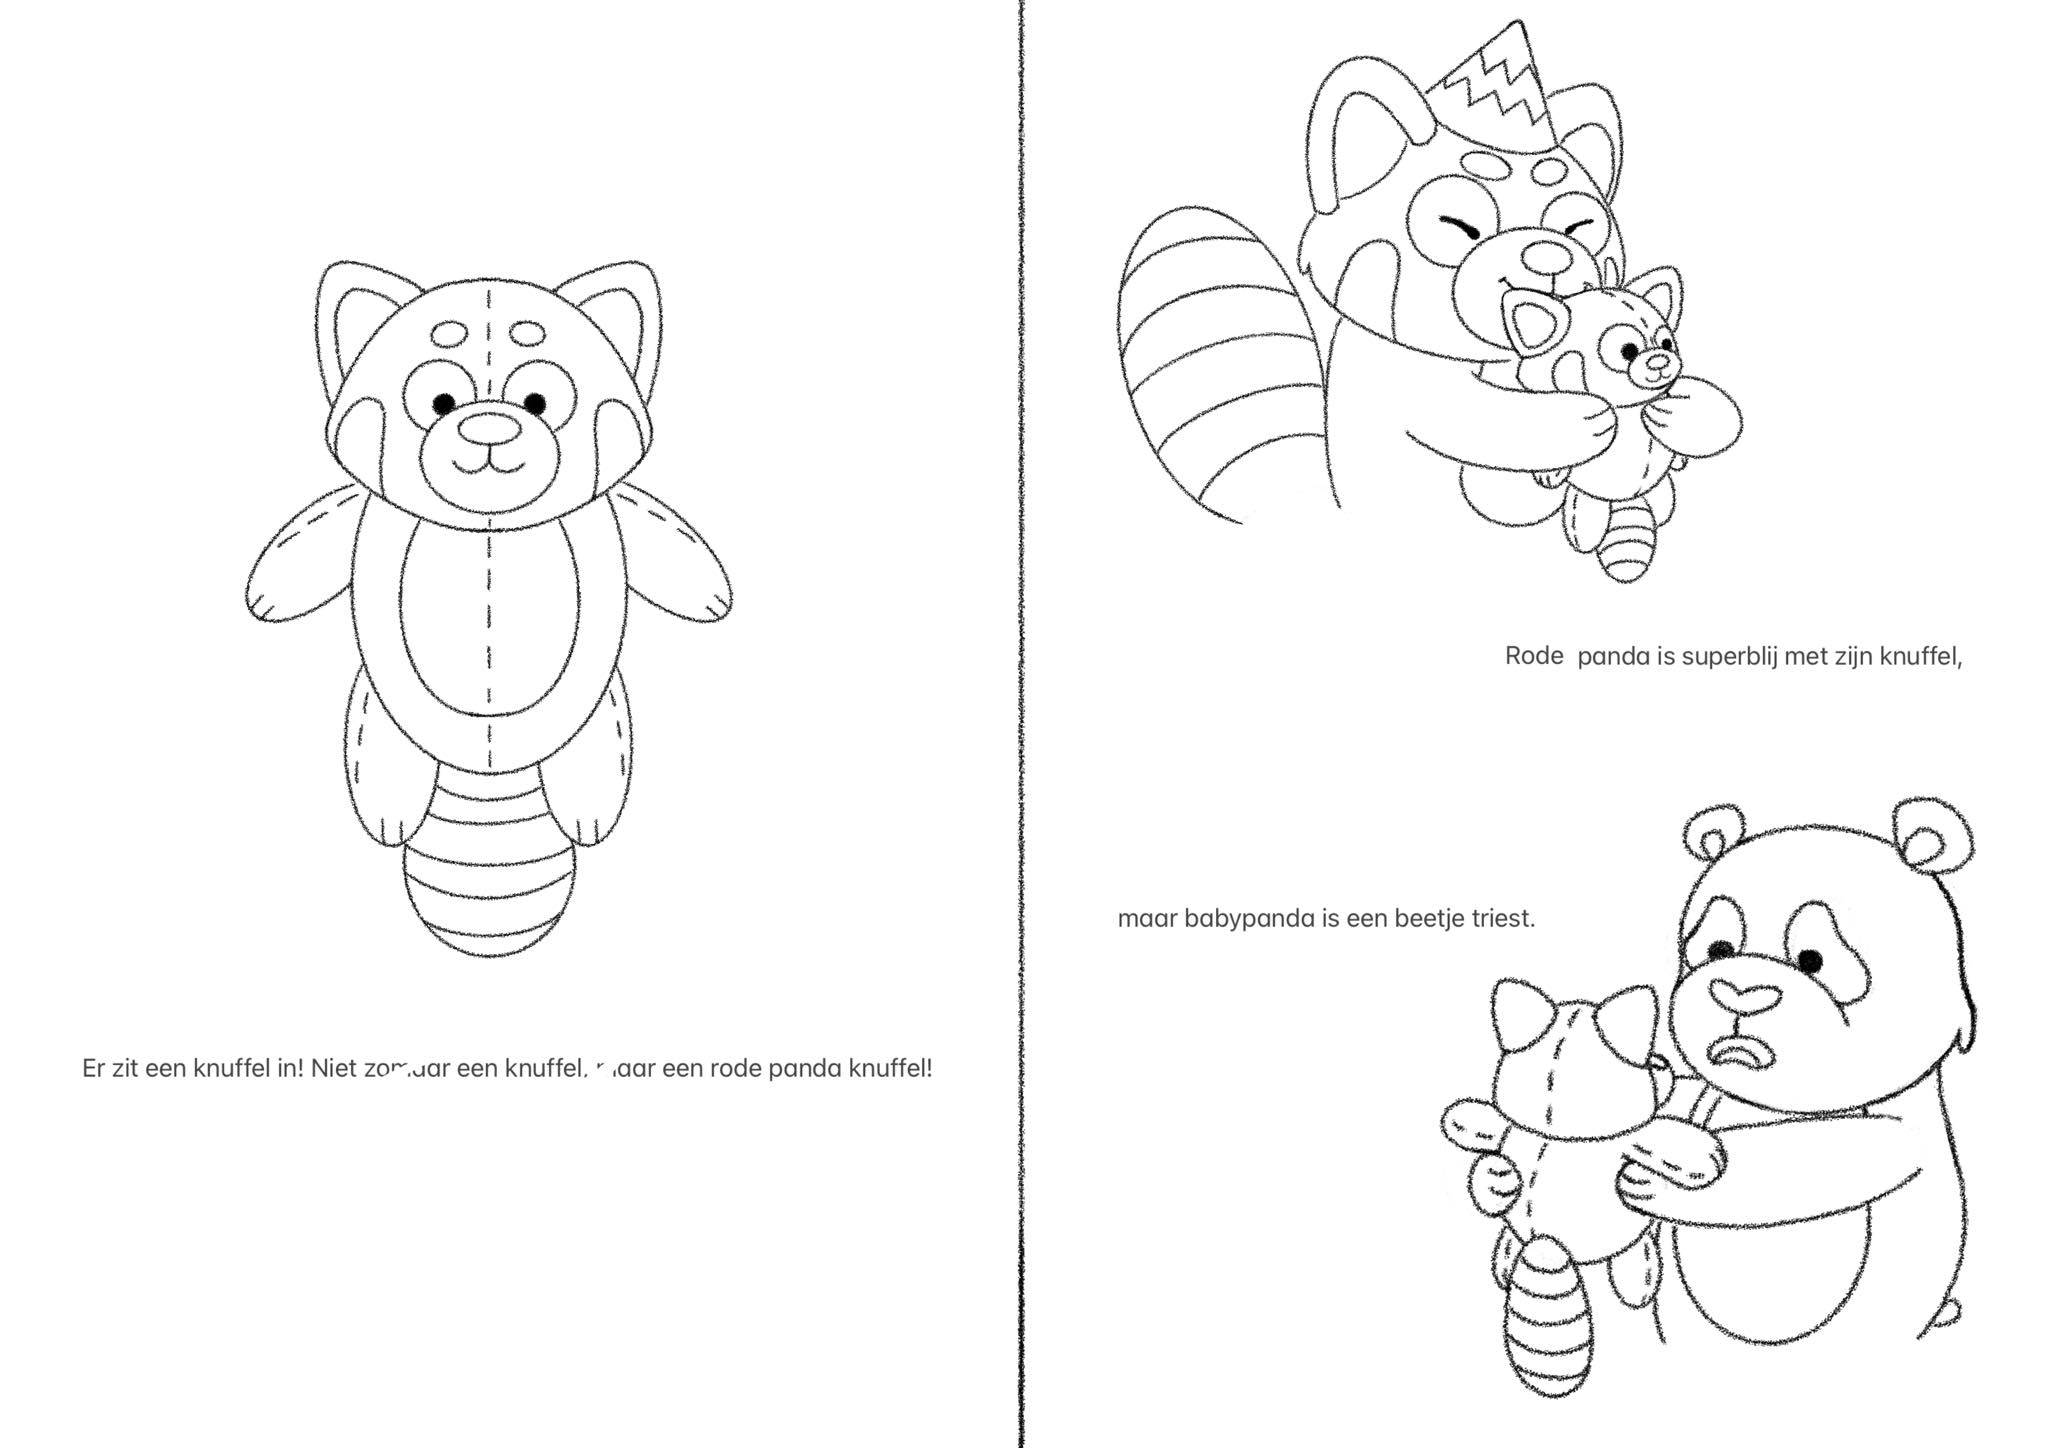 Er zit een knuffel in! Niet zomaar een knuffel, maar een rode panda knuffel!
Rode panda is superblij met zijn knuffel,
maar babypanda is een beetje triest.